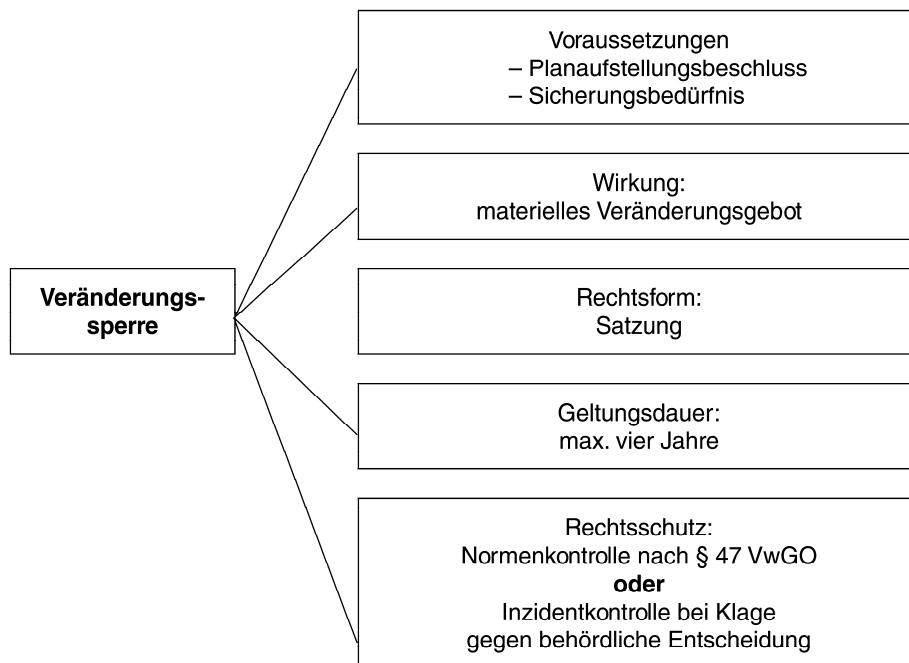 Voraussetzungen
– Planaufstellungsbeschluss
– Sicherungsbedürfnis
Wirkung:
materielles Veränderungsgebot
Veränderungs-
sperre
Rechtsform:
Satzung
Geltungsdauer:
max. vier Jahre
Rechtsschutz:
Normenkontrolle nach § 47 VwGO
oder
Inzidentkontrolle bei Klage
gegen behördliche Entscheidung